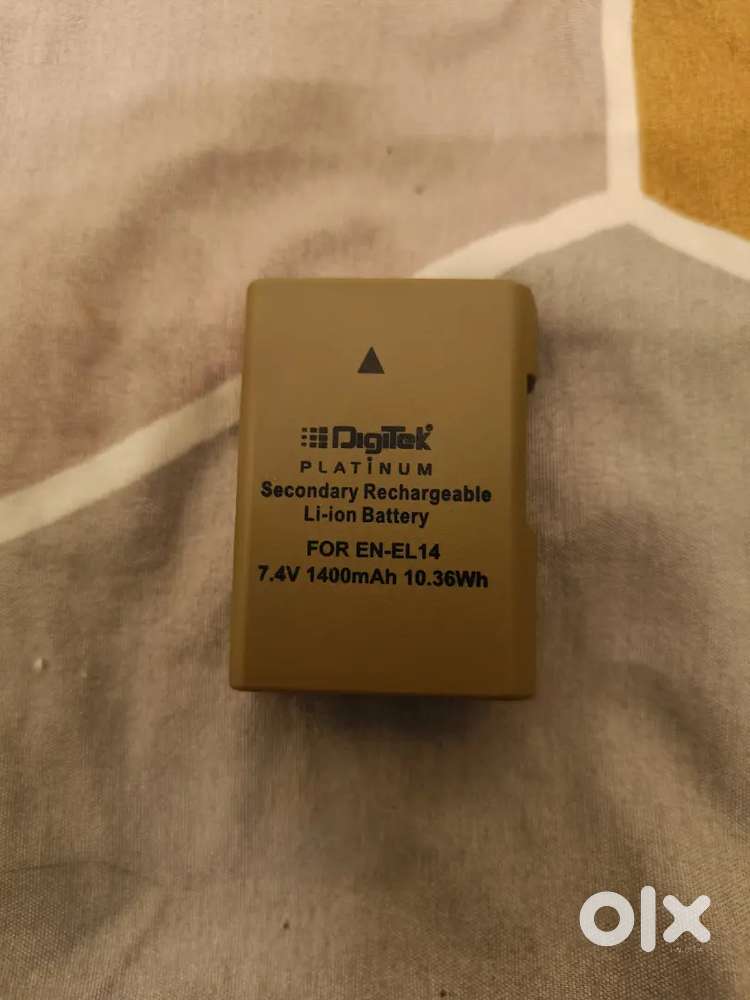 DigiTek
PLATINUM
Secondary Rechargeable
Li-ion Battery
FOR EN-EL14
7.4V 1400mAh 10.36Wh
olx